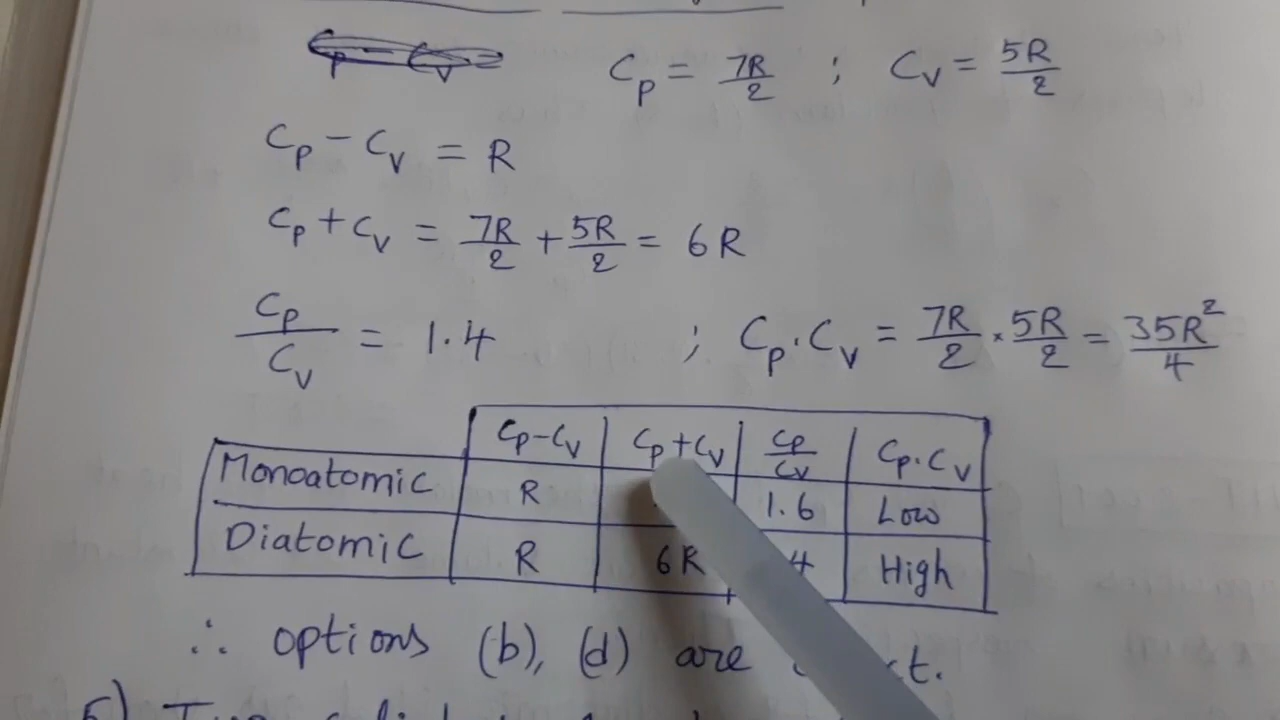 Cp = 7R/2 ; Cv = 5R/2
Cp - Cv = R
Cp + Cv = 7R/2 + 5R/2 = 6R
Cp/Cv = 1.4 ; Cp.Cv = 7R/2 × 5R/2 = 35R²/4
Cp-Cv Cp+Cv Cp/Cv Cp.Cv
Monoatomic R 1.6 Low
Diatomic R 6R 4 High
∴ options (b), (d) are